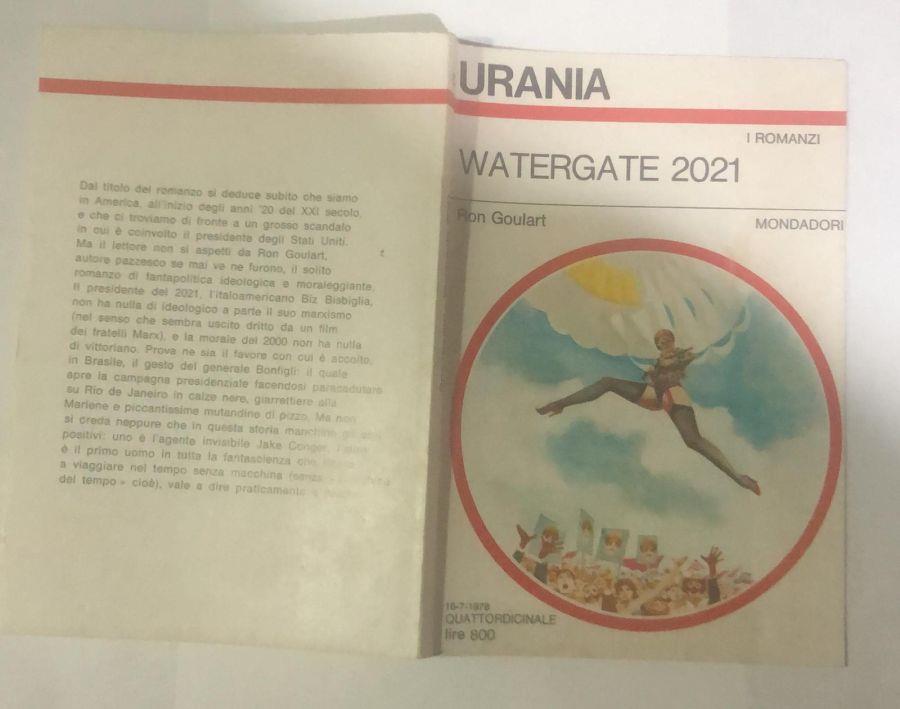 Dal titolo del romanzo si deduce subito che siamo
in America, all'inizio degli anni '20 del XXI secolo,
e che ci troviamo di fronte a un grosso scandalo
in cui è coinvolto il presidente degli Stati Uniti.
Ma il lettore non si aspetti da Ron Goulart,
autore pazzesco se mai ve ne furono, il solito
romanzo di fantapolitica ideologica e moraleggiante.
Il presidente del 2021, l'italoamericano Biz Bisbiglia,
non ha nulla di ideologico a parte il suo marxismo
(nel senso che sembra uscito dritto da un film
dei fratelli Marx), e la morale del 2000 non ha nulla
di vittoriano. Prova ne sia il favore con cui è accolto,
in Brasile, il gesto del generale Bonfigli: il quale
apre la campagna presidenziale facendosi paracadutare
su Rio de Janeiro in calze nere, giarrettiere alla
Marlene e piccantissime mutandine di pizzo. Ma non
si creda neppure che in questa storia manchino gli
positivi: uno è l'agente invisibile Jake Conger,
è il primo uomo in tutta la fantascienza che
a viaggiare nel tempo senza macchina (senza
del tempo » cioè), vale a dire praticamente
URANIA
I ROMANZI
WATERGATE 2021
Ron Goulart
MONDADORI
16-7-1978
QUATTORDICINALE
lire 800